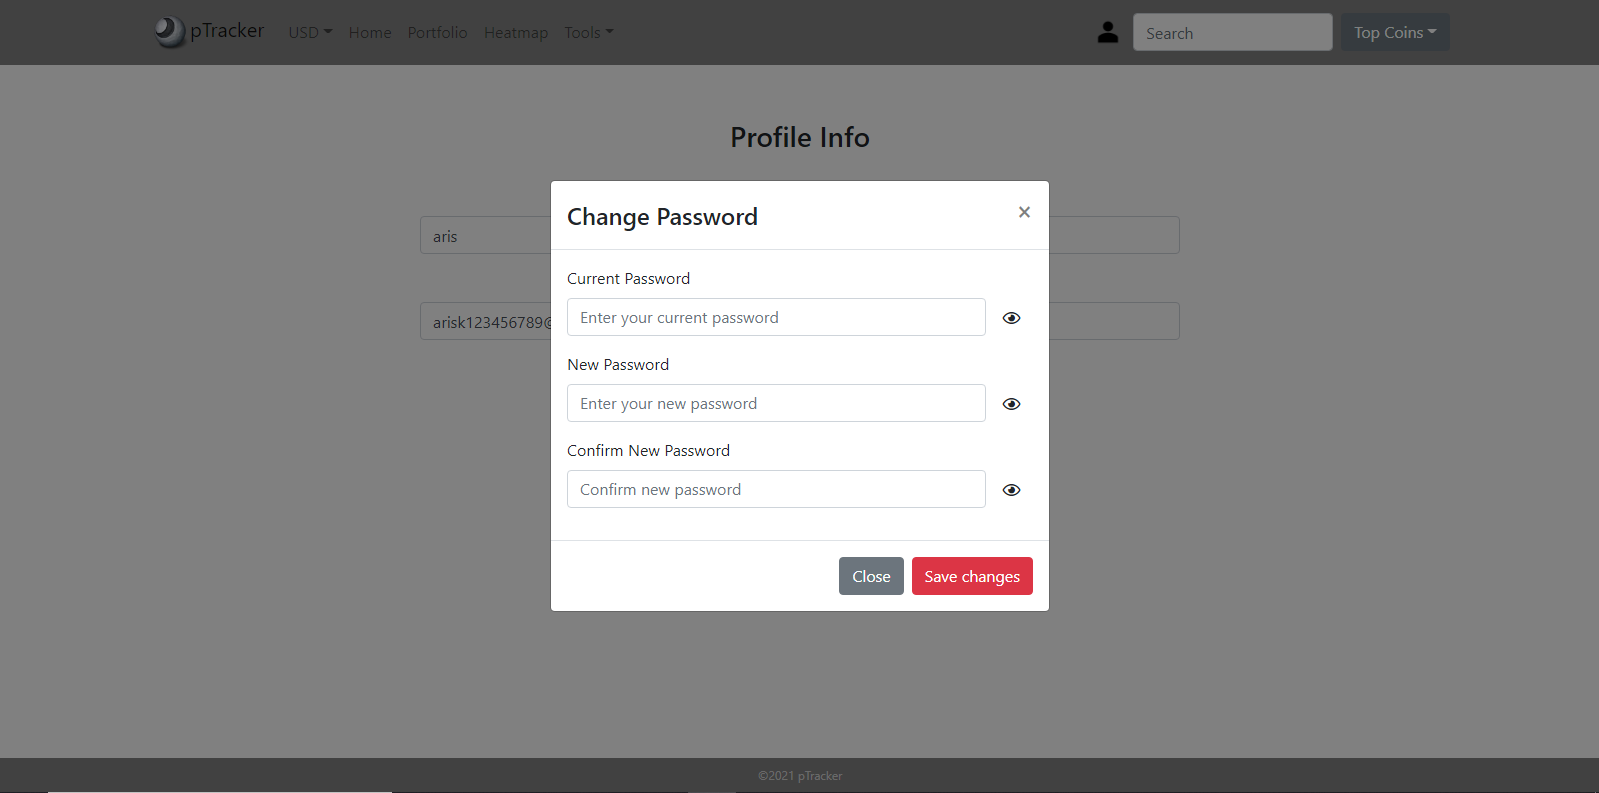 pTracker USD Home Portfolio Heatmap Tools Search Top Coins
Profile Info
Change Password ×
aris
Current Password
Enter your current password
arisk123456789@
New Password
Enter your new password
Confirm New Password
Confirm new password
Close Save changes
©2021 pTracker